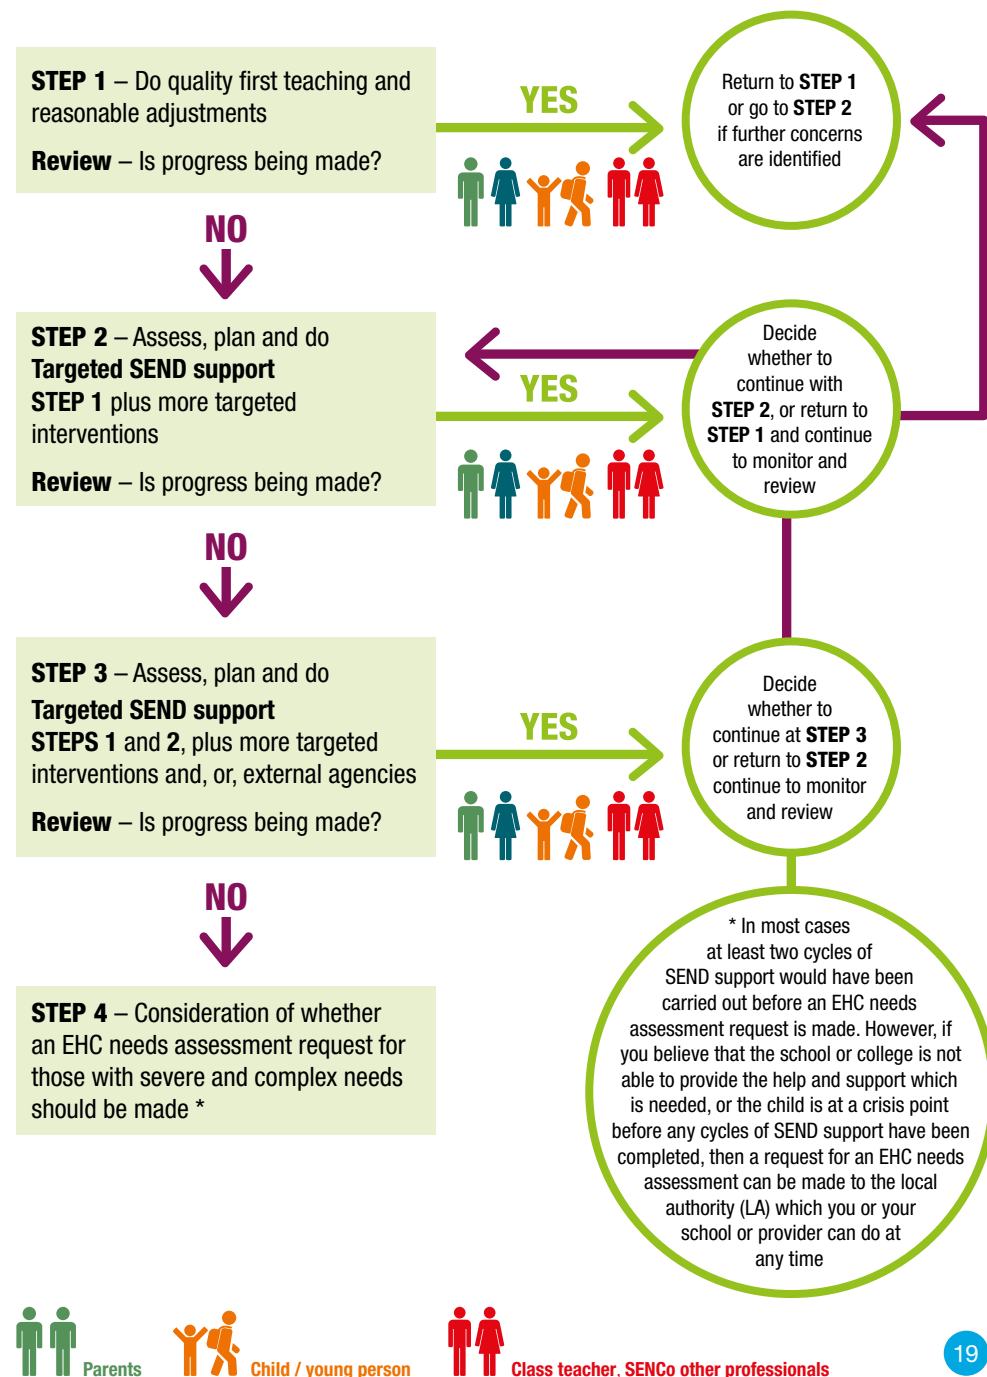 STEP 1 – Do quality first teaching and
reasonable adjustments
Review – Is progress being made?
YES
Return to STEP 1
or go to STEP 2
if further concerns
are identified
NO
STEP 2 – Assess, plan and do
Targeted SEND support
STEP 1 plus more targeted
interventions
Review – Is progress being made?
YES
Decide
whether to
continue with
STEP 2, or return to
STEP 1 and continue
to monitor and
review
NO
STEP 3 – Assess, plan and do
Targeted SEND support
STEPS 1 and 2, plus more targeted
interventions and, or, external agencies
Review – Is progress being made?
YES
Decide
whether to
continue at STEP 3
or return to STEP 2
continue to monitor
and review
NO
STEP 4 – Consideration of whether
an EHC needs assessment request for
those with severe and complex needs
should be made *
* In most cases
at least two cycles of
SEND support would have been
carried out before an EHC needs
assessment request is made. However, if
you believe that the school or college is not
able to provide the help and support which
is needed, or the child is at a crisis point
before any cycles of SEND support have been
completed, then a request for an EHC needs
assessment can be made to the local
authority (LA) which you or your
school or provider can do at
any time
Parents
Child / young person
Class teacher, SENCo other professionals
19